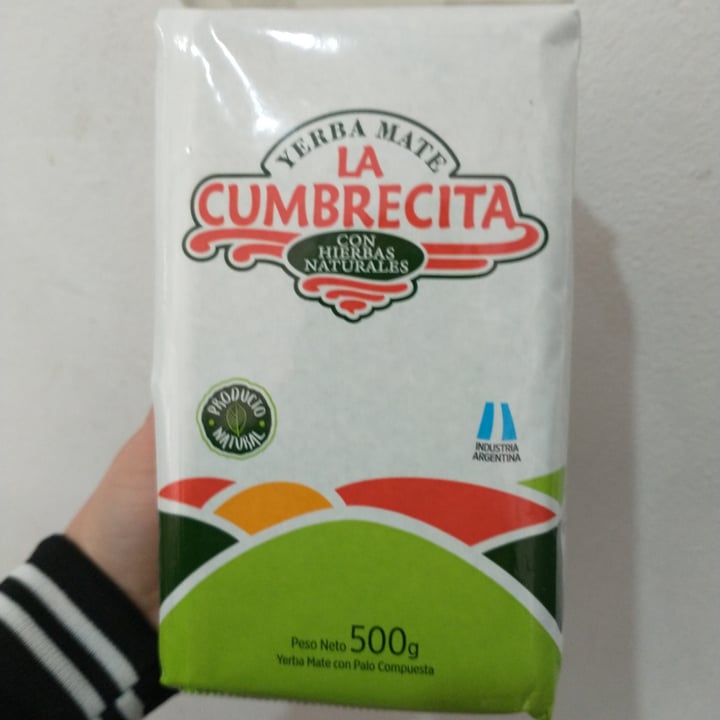 YERBA MATE
LA
CUMBRECITA
CON
HIERBAS
NATURALES
PRODUCTO
NATURAL
INDUSTRIA
ARGENTINA
Peso Neto 500g
Yerba Mate con Palo Compuesta